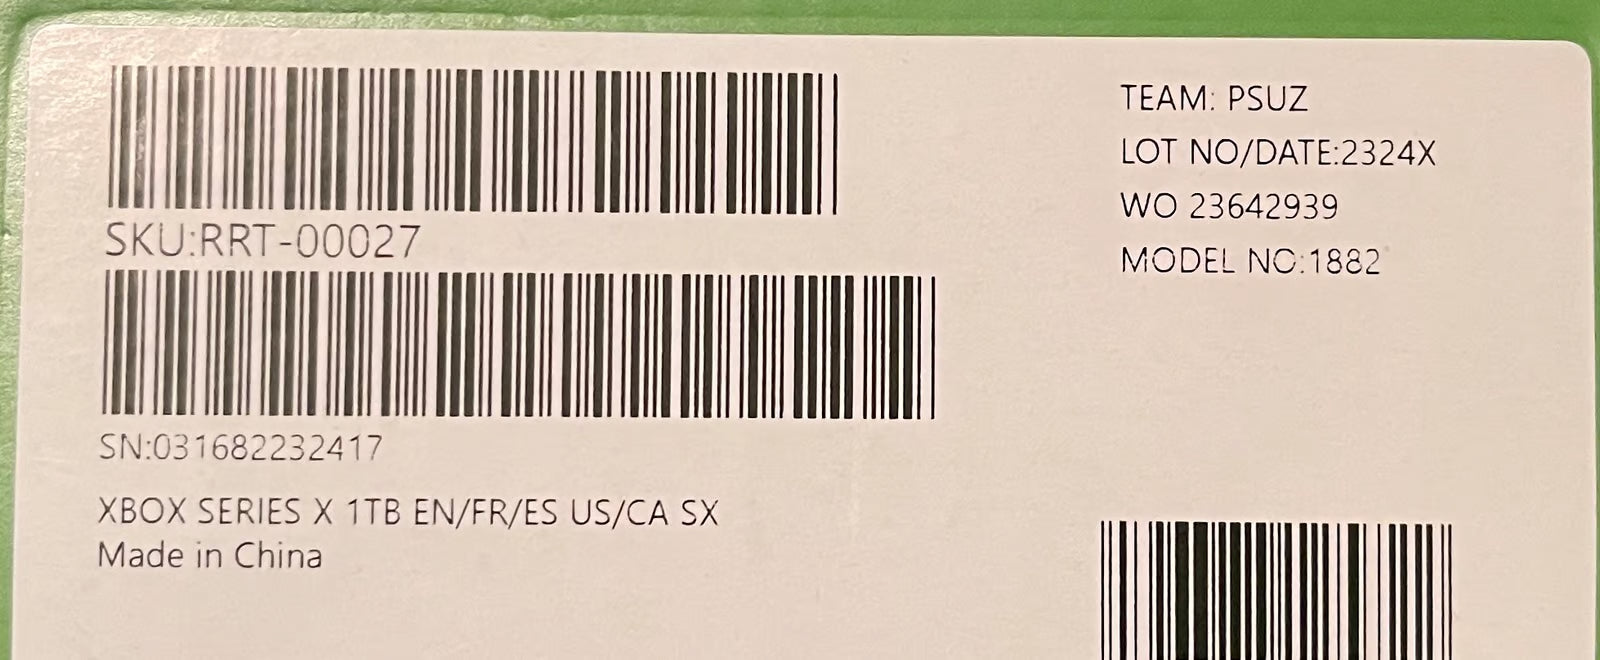 SKU:RRT-00027
SN:031682232417
XBOX SERIES X 1TB EN/FR/ES US/CA SX
Made in China
TEAM: PSUZ
LOT NO/DATE:2324X
WO 23642939
MODEL NO:1882